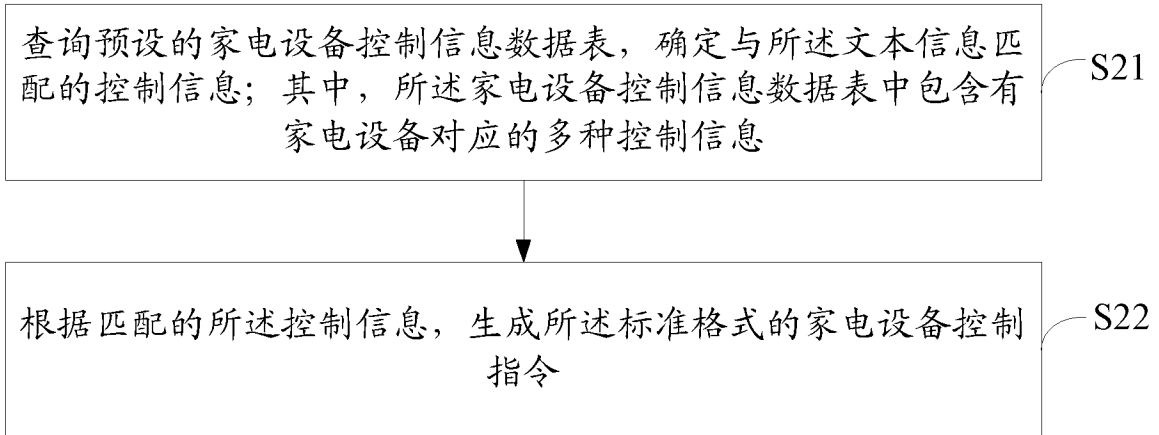 查询预设的家电设备控制信息数据表，确定与所述文本信息匹
配的控制信息；其中，所述家电设备控制信息数据表中包含有
家电设备对应的多种控制信息
S21
根据匹配的所述控制信息，生成所述标准格式的家电设备控制
指令
S22